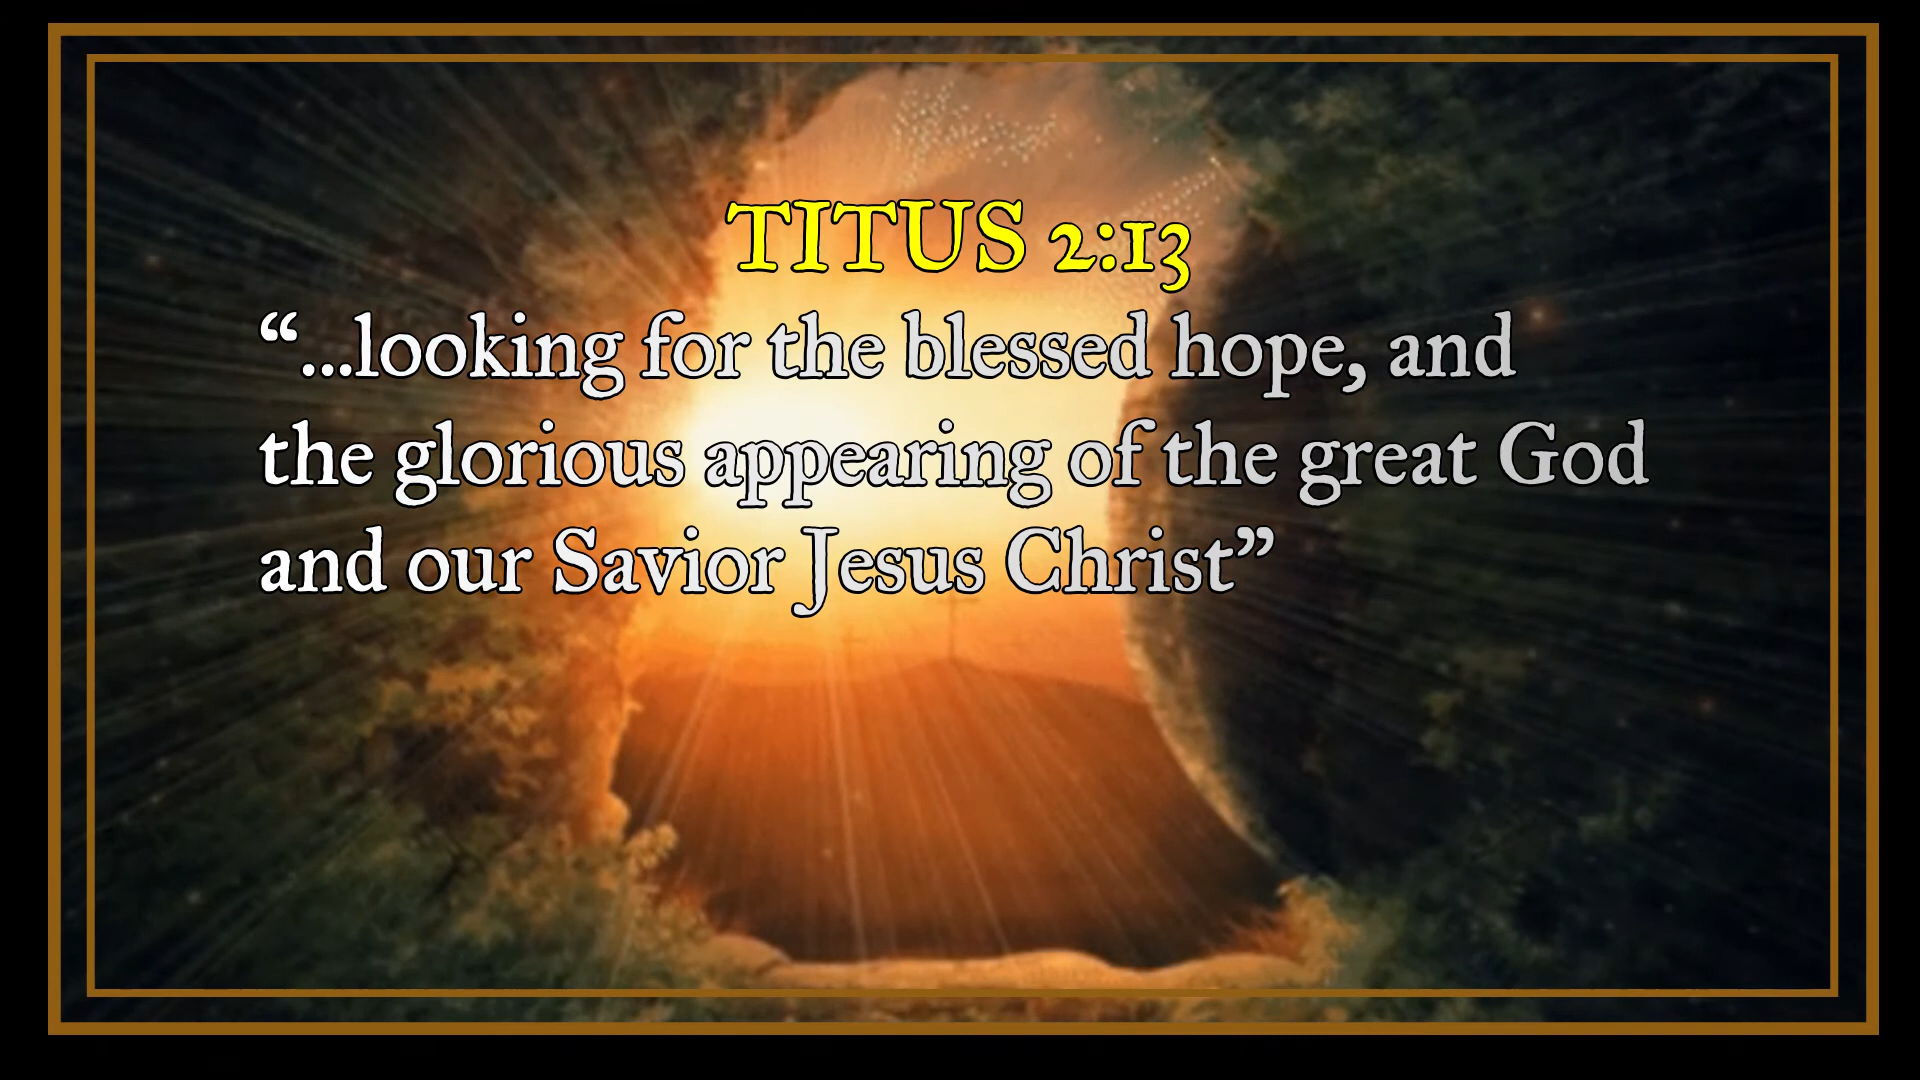 TITUS 2:13
“...looking for the blessed hope, and
the glorious appearing of the great God
and our Savior Jesus Christ”